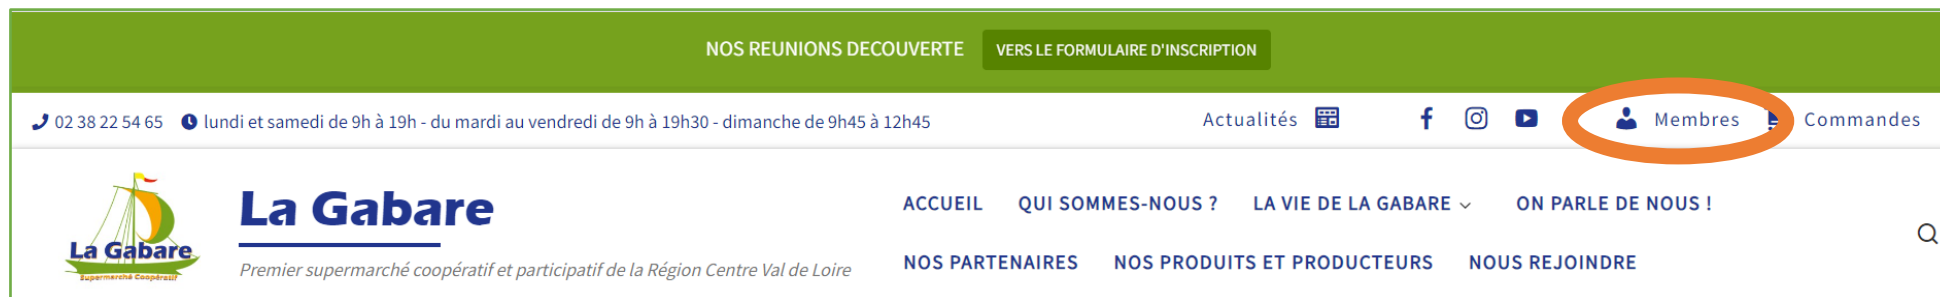 NOS REUNIONS DECOUVERTE VERS LE FORMULAIRE D'INSCRIPTION
02 38 22 54 65 lundi et samedi de 9h à 19h - du mardi au vendredi de 9h à 19h30 - dimanche de 9h45 à 12h45 Actualités Membres Commandes
La Gabare
Supermarché Coopératif
La Gabare
Premier supermarché coopératif et participatif de la Région Centre Val de Loire
ACCUEIL QUI SOMMES-NOUS ? LA VIE DE LA GABARE ON PARLE DE NOUS !
NOS PARTENAIRES NOS PRODUITS ET PRODUCTEURS NOUS REJOINDRE